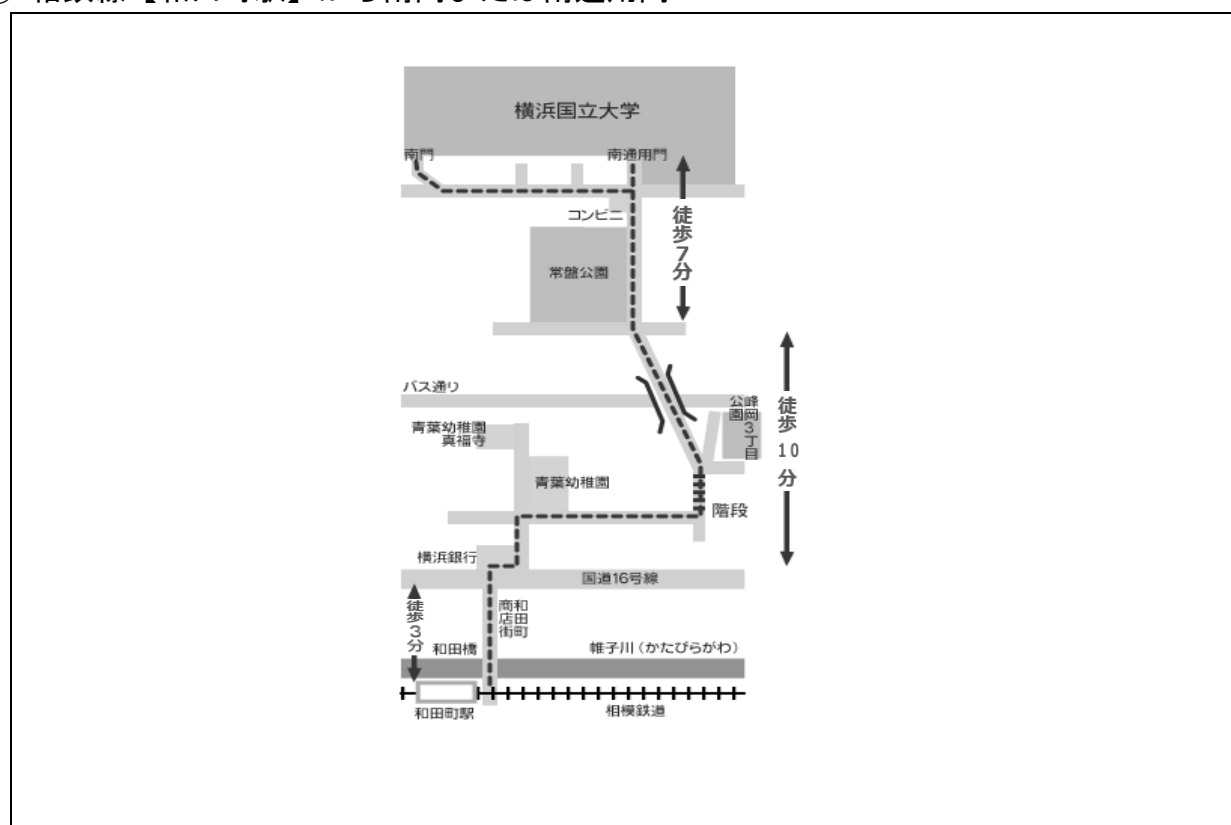 横浜国立大学
南門
南通用門
コンビニ
徒歩7分
常盤公園
バス通り
峰岡3丁目
公園
徒歩10分
青葉幼稚園
真福寺
青葉幼稚園
階段
横浜銀行
国道16号線
徒歩3分
和田町
商店街
和田橋
帷子川(かたびらがわ)
和田町駅
相模鉄道